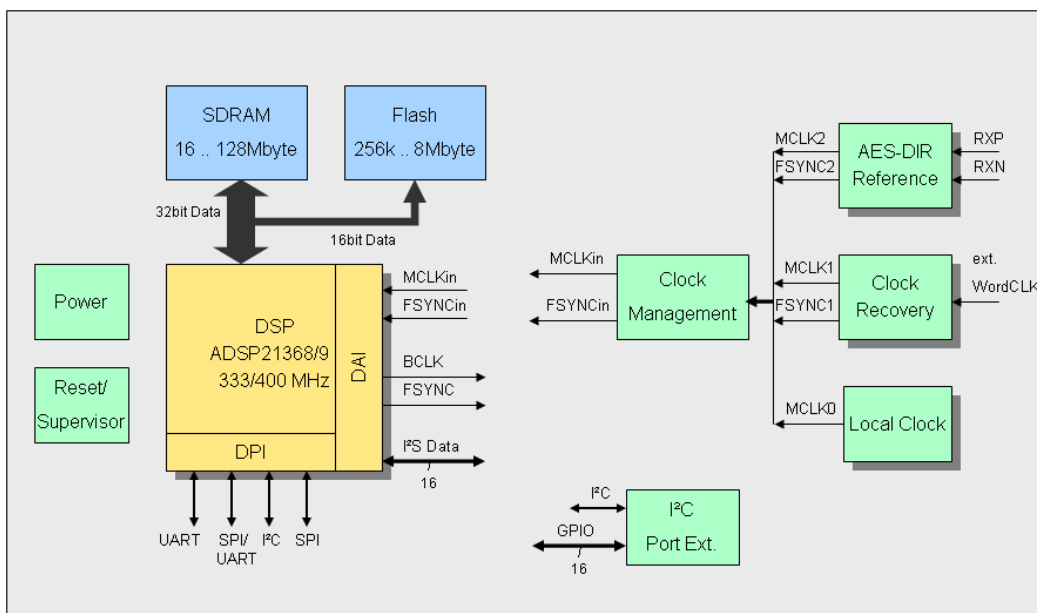 SDRAM
16 .. 128Mbyte
Flash
256k .. 8Mbyte
32bit Data
16bit Data
Power
Reset/
Supervisor
DSP
ADSP21368/9
333/400 MHz
DPI
DAI
MCLKin
FSYNCin
BCLK
FSYNC
I²S Data
16
UART
SPI/
UART
I²C
SPI
MCLKin
FSYNCin
Clock
Management
MCLK2
FSYNC2
AES-DIR
Reference
RXP
RXN
MCLK1
FSYNC1
Clock
Recovery
ext.
WordCLK
MCLK0
Local Clock
I²C
GPIO
16
I²C
Port Ext.